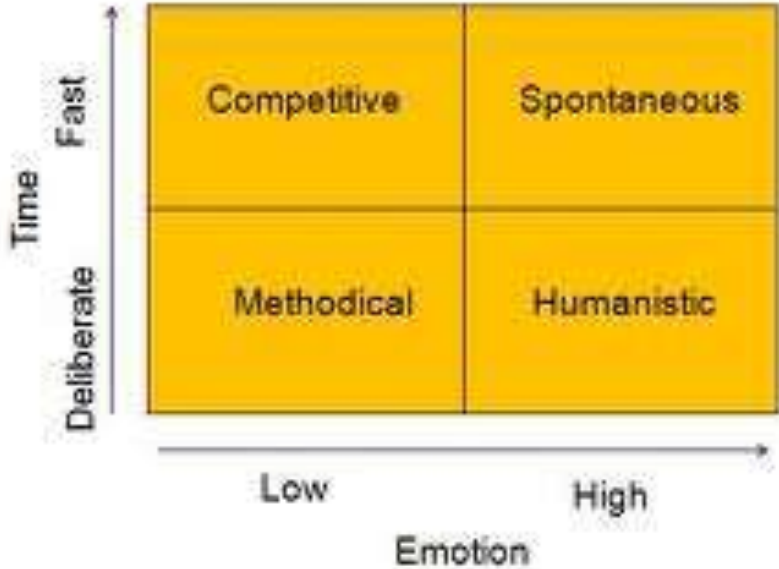 Time
Fast
Deliberate
Competitive
Spontaneous
Methodical
Humanistic
Low
High
Emotion